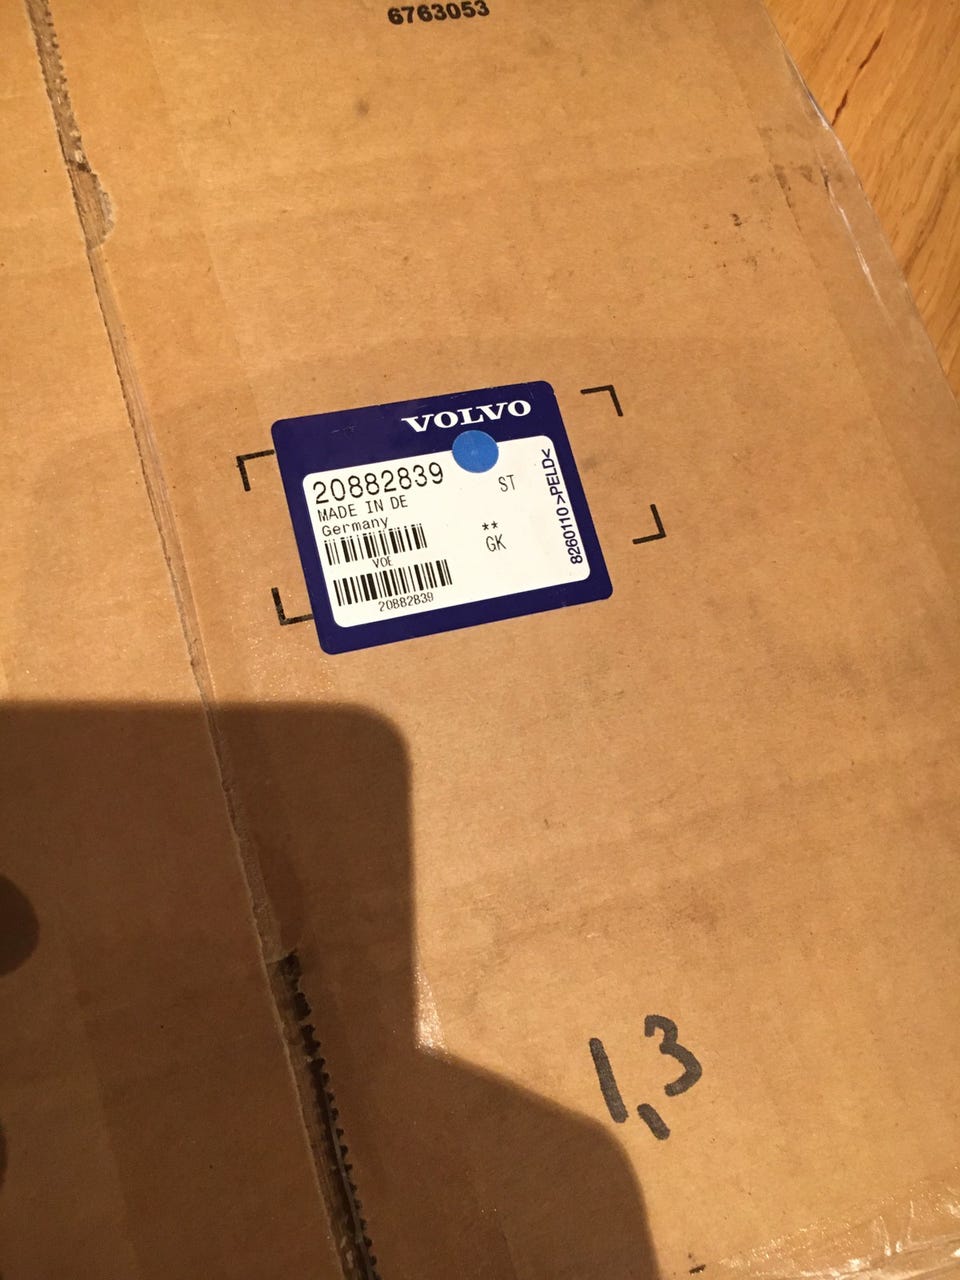 6763053
VOLVO
20882839
ST
MADE IN DE
Germany
**
GK
VOE
20882839
8260110 >PELD<
1,3